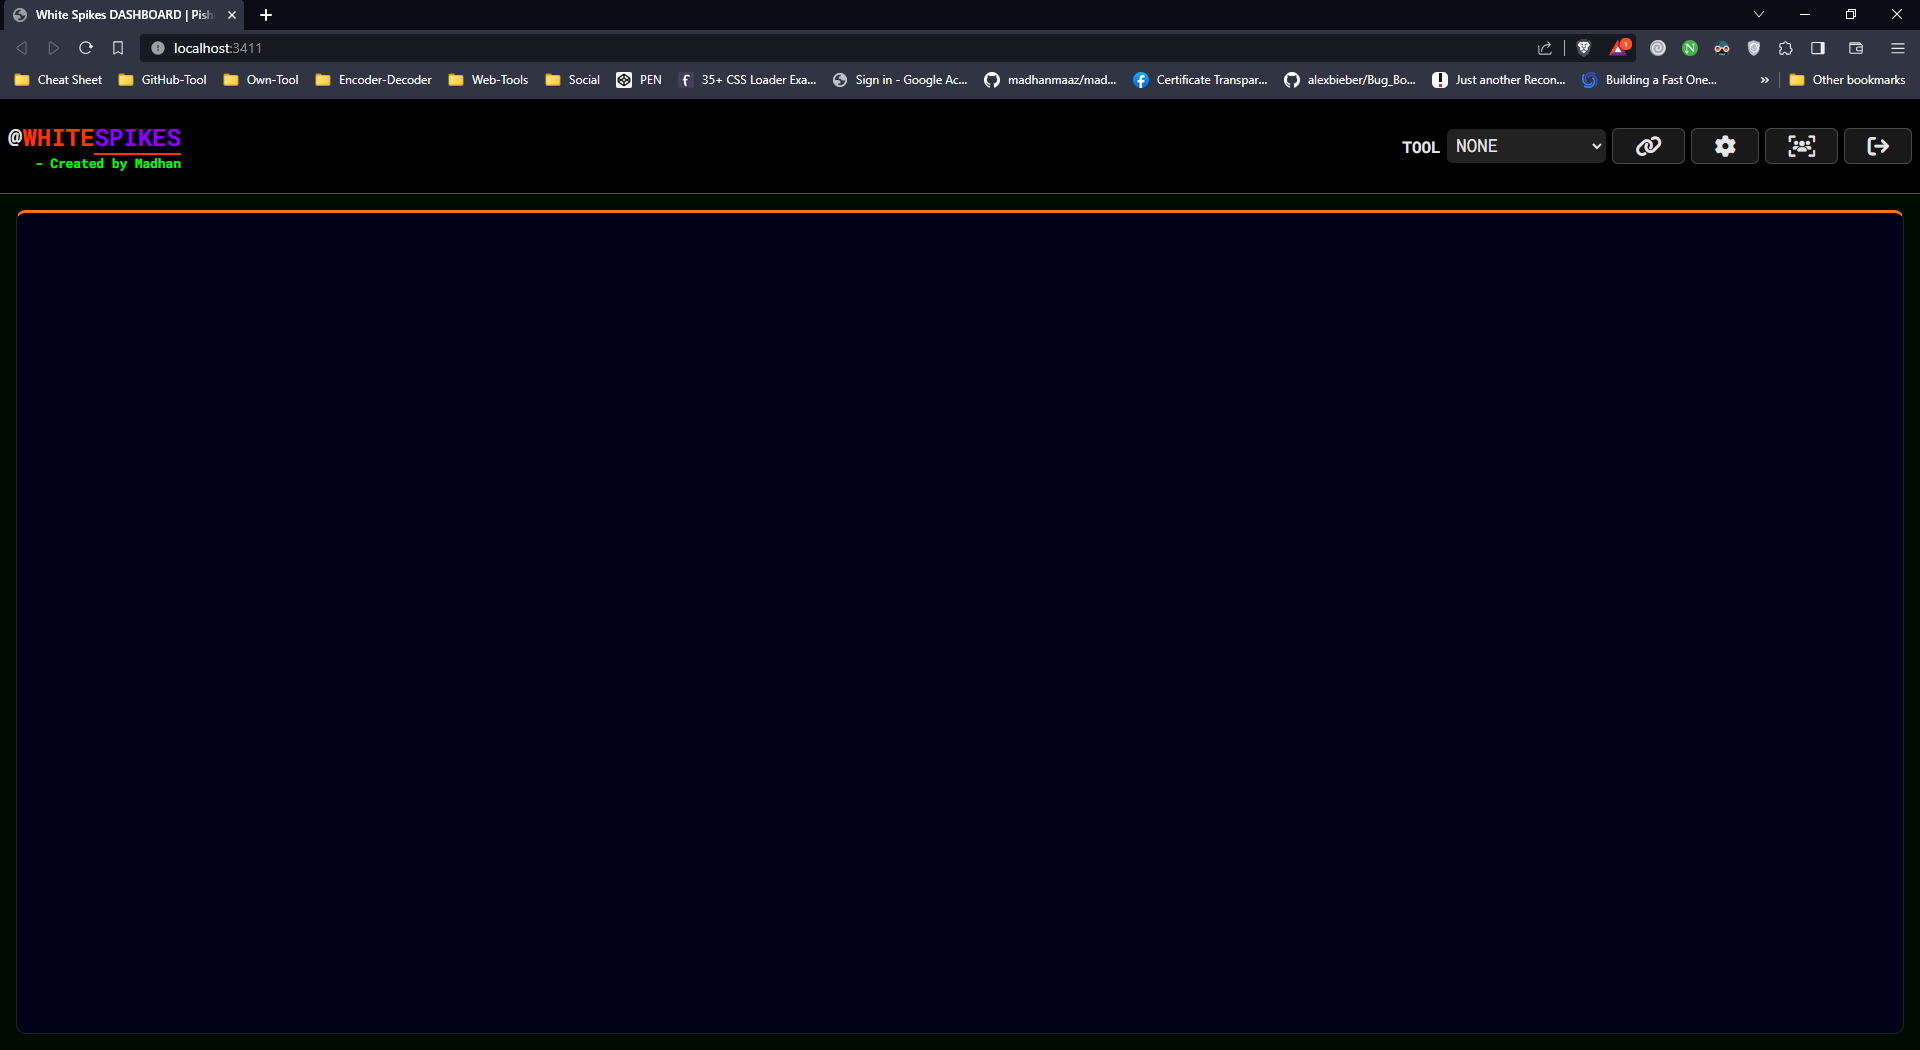 White Spikes DASHBOARD | Pish
localhost:3411
1
Cheat Sheet GitHub-Tool Own-Tool Encoder-Decoder Web-Tools Social PEN 35+ CSS Loader Exa... Sign in - Google Ac... madhanmaaz/mad... Certificate Transpar... alexbieber/Bug_Bo... Just another Recon... Building a Fast One... » Other bookmarks
@WHITESPIKES
- Created by Madhan
TOOL NONE